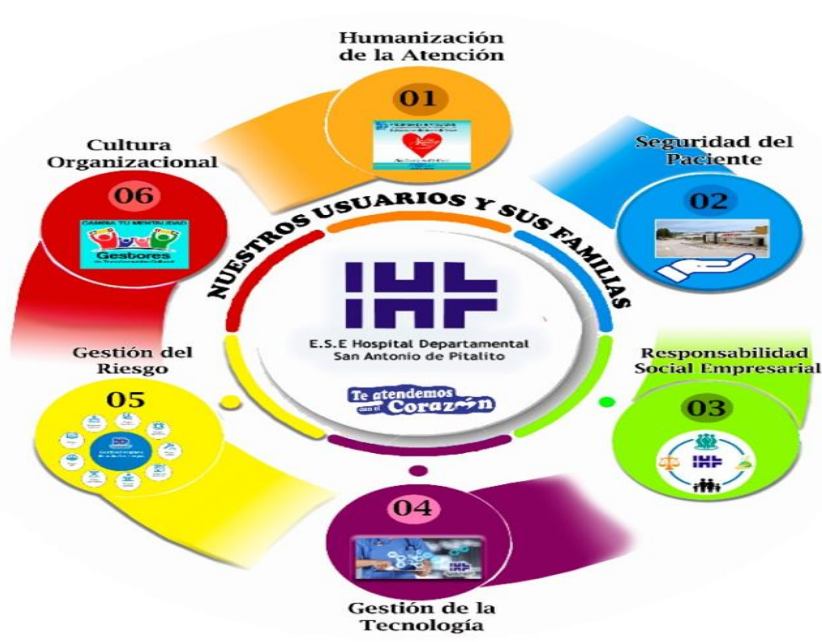 Humanización
de la Atención
01
Seguridad del
Paciente
02
Responsabilidad
Social Empresarial
03
04
Gestión de la
Tecnología
Gestión del
Riesgo
05
Cultura
Organizacional
06
CAMBIA TU MENTALIDAD
Gestores
NUESTROS USUARIOS Y SUS FAMILIAS
E.S.E Hospital Departamental
San Antonio de Pitalito
Te atendemos
con el Corazón